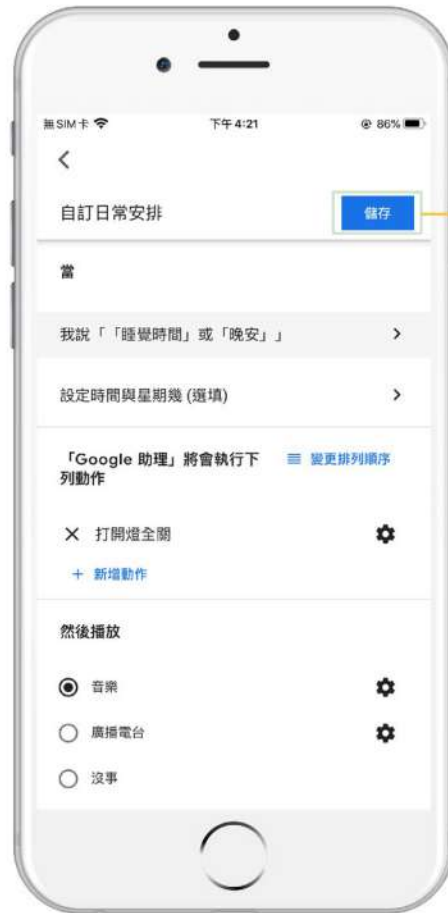 無SIM卡 下午4:21 86%
自訂日常安排 儲存
當
我說「「睡覺時間」或「晚安」」
設定時間與星期幾 (選填)
「Google 助理」將會執行下 變更排列順序
列動作
打開燈全關
+ 新增動作
然後播放
音樂
廣播電台
沒事